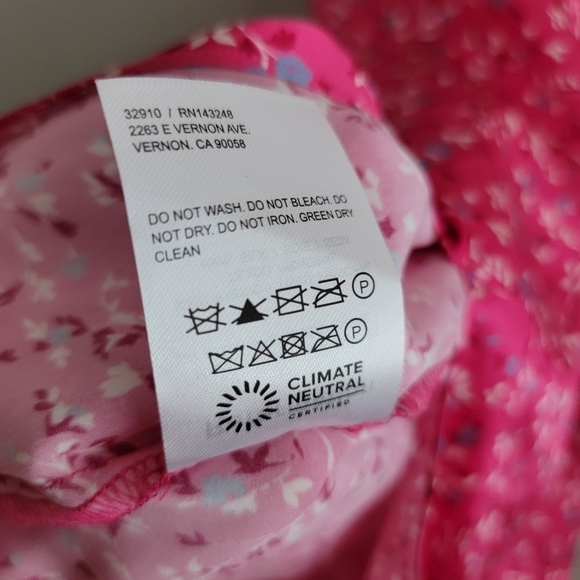 32910 / RN143248
2263 E VERNON AVE.
VERNON. CA 90058
DO NOT WASH. DO NOT BLEACH. DO
NOT DRY. DO NOT IRON. GREEN DRY
CLEAN
P
P
CLIMATE
NEUTRAL
CERTIFIED